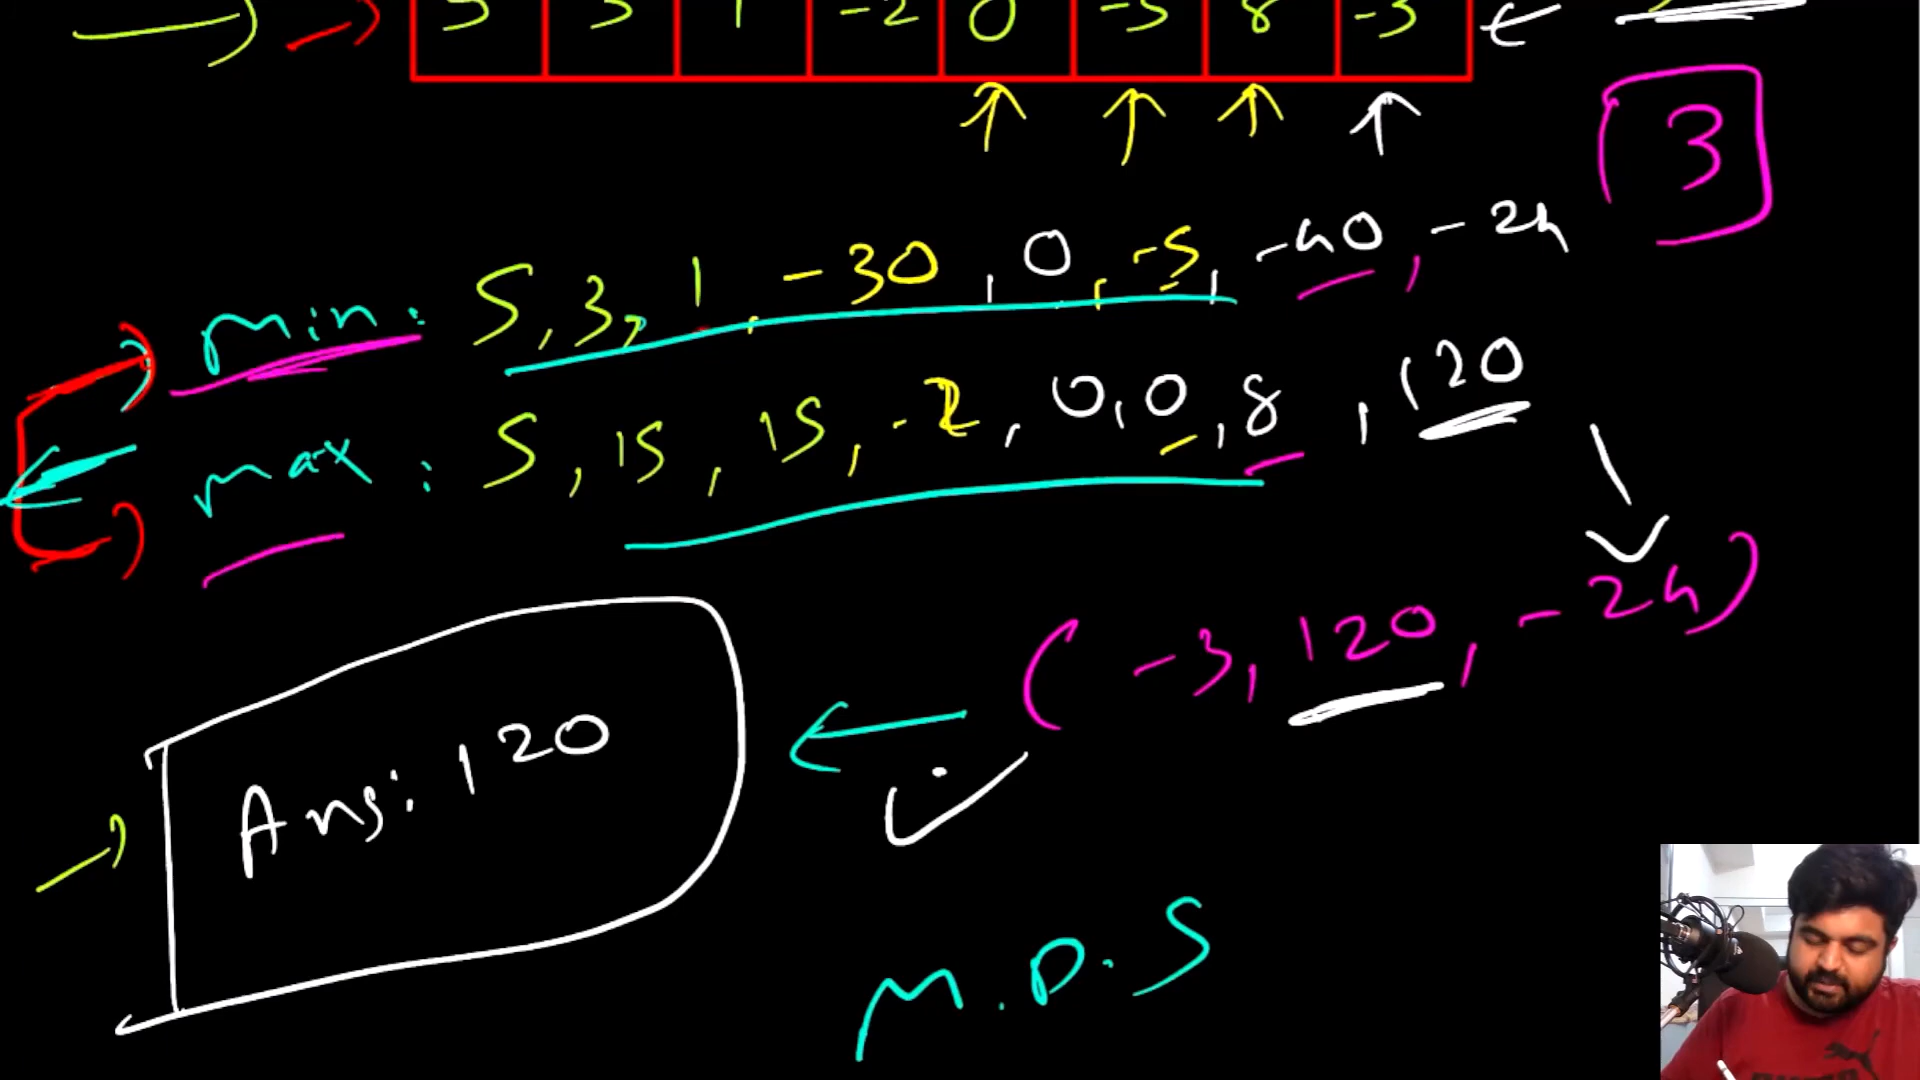 5 3 1 -2 0 -5 8 -3
3
min: 5, 3, 1, -30, 0, -5, -40, -24
max: 5, 15, 15, -2, 0, 0, 8, 120
(-3, 120, -24)
Ans: 120
M.P.S